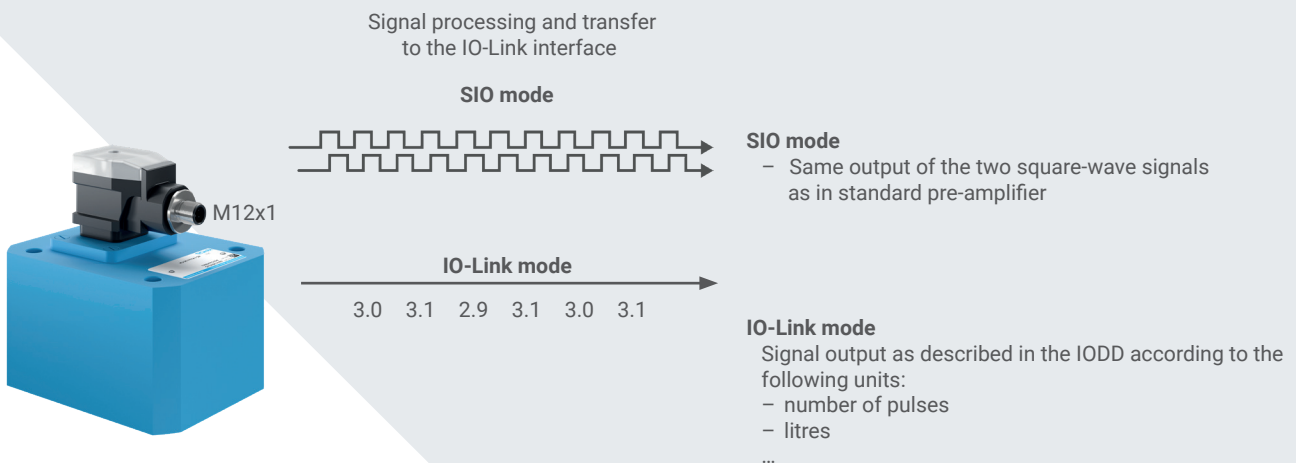 Signal processing and transfer
to the IO-Link interface
SIO mode
M12x1
SIO mode
– Same output of the two square-wave signals
as in standard pre-amplifier
IO-Link mode
3.0 3.1 2.9 3.1 3.0 3.1
IO-Link mode
Signal output as described in the IODD according to the
following units:
– number of pulses
– litres
...